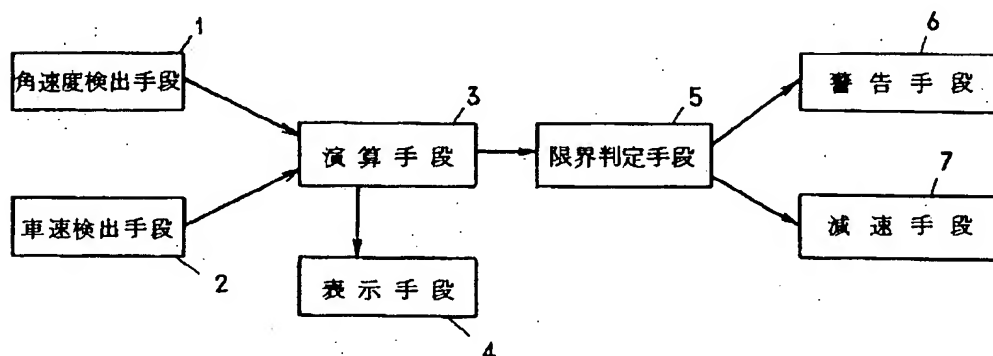 1
角速度検出手段
車速検出手段
2
3
演算手段
表示手段
4
5
限界判定手段
6
警告手段
7
減速手段